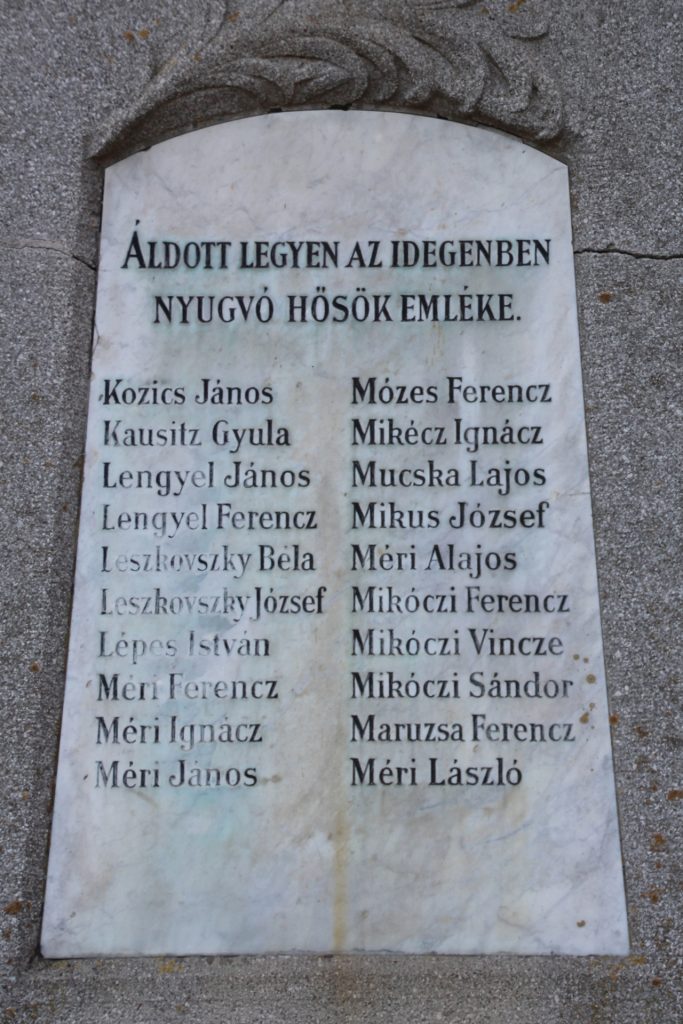 ÁLDOTT LEGYEN AZ IDEGENBEN
NYUGVÓ HŐSÖK EMLÉKE.
Kozics János
Kausitz Gyula
Lengyel János
Lengyel Ferencz
Leszkovszky Béla
Leszkovszky József
Lépes István
Méri Ferencz
Méri Ignácz
Méri János
Mózes Ferencz
Mikécz Ignácz
Mucska Lajos
Mikus József
Méri Alajos
Mikóczi Ferencz
Mikóczi Vincze
Mikóczi Sándor
Maruzsa Ferencz
Méri László